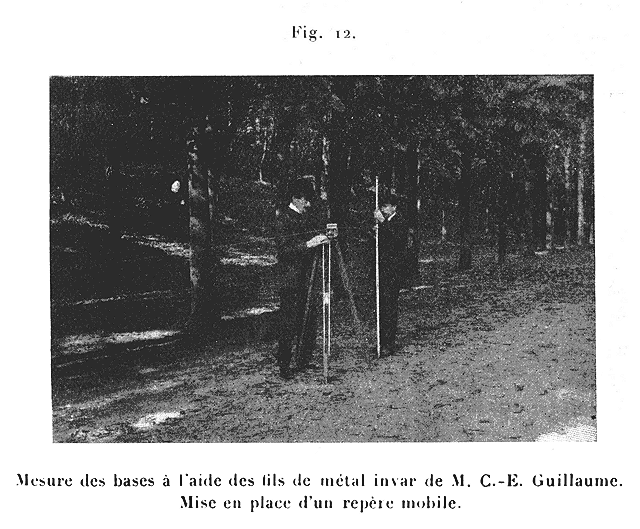 Fig. 12.
Mesure des bases à l'aide des fils de métal invar de M. C.-E. Guillaume.
Mise en place d'un repère mobile.